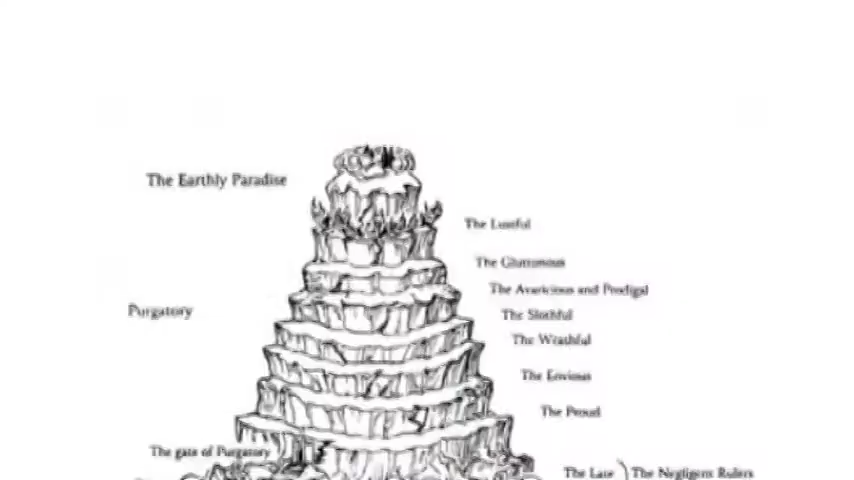 The Earthly Paradise
The Lustful
The Gluttonous
The Avaricious and Prodigal
Purgatory
The Slothful
The Wrathful
The Envious
The Proud
The gate of Purgatory
The Late
The Negligent Rulers